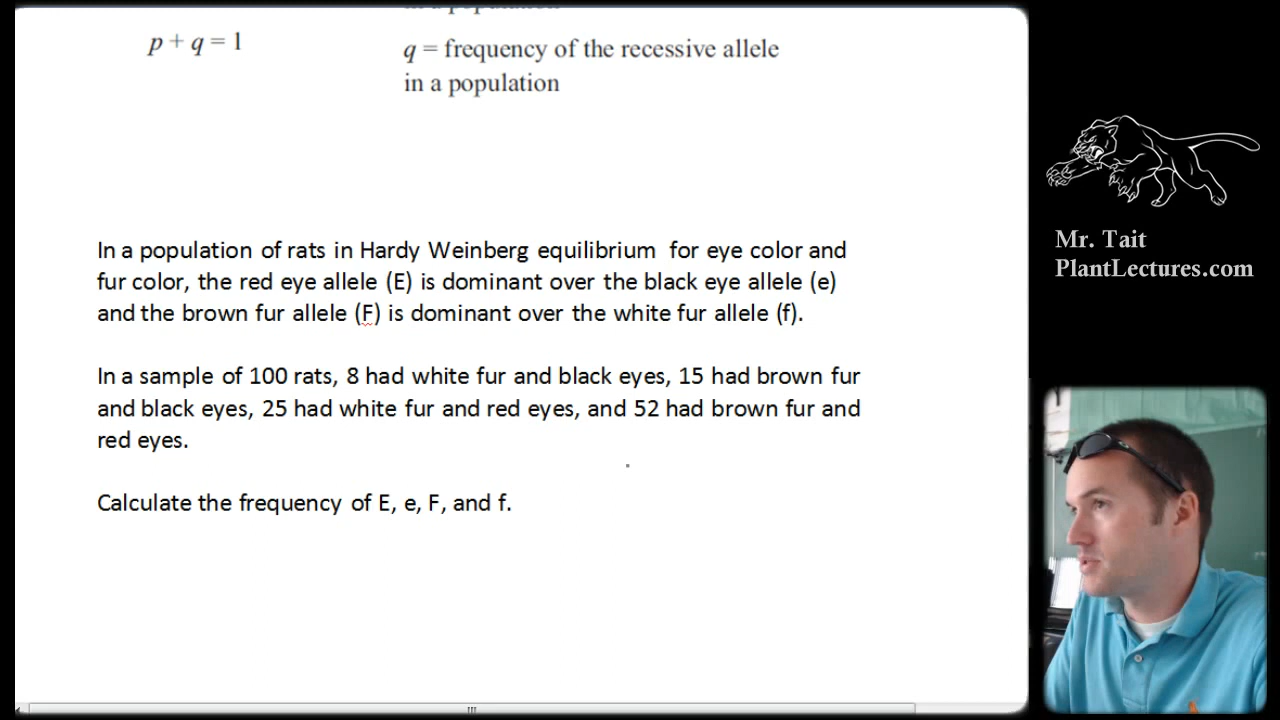 in a population
p + q = 1
q = frequency of the recessive allele
in a population
In a population of rats in Hardy Weinberg equilibrium for eye color and
fur color, the red eye allele (E) is dominant over the black eye allele (e)
and the brown fur allele (F) is dominant over the white fur allele (f).
In a sample of 100 rats, 8 had white fur and black eyes, 15 had brown fur
and black eyes, 25 had white fur and red eyes, and 52 had brown fur and
red eyes.
Calculate the frequency of E, e, F, and f.
Mr. Tait
PlantLectures.com